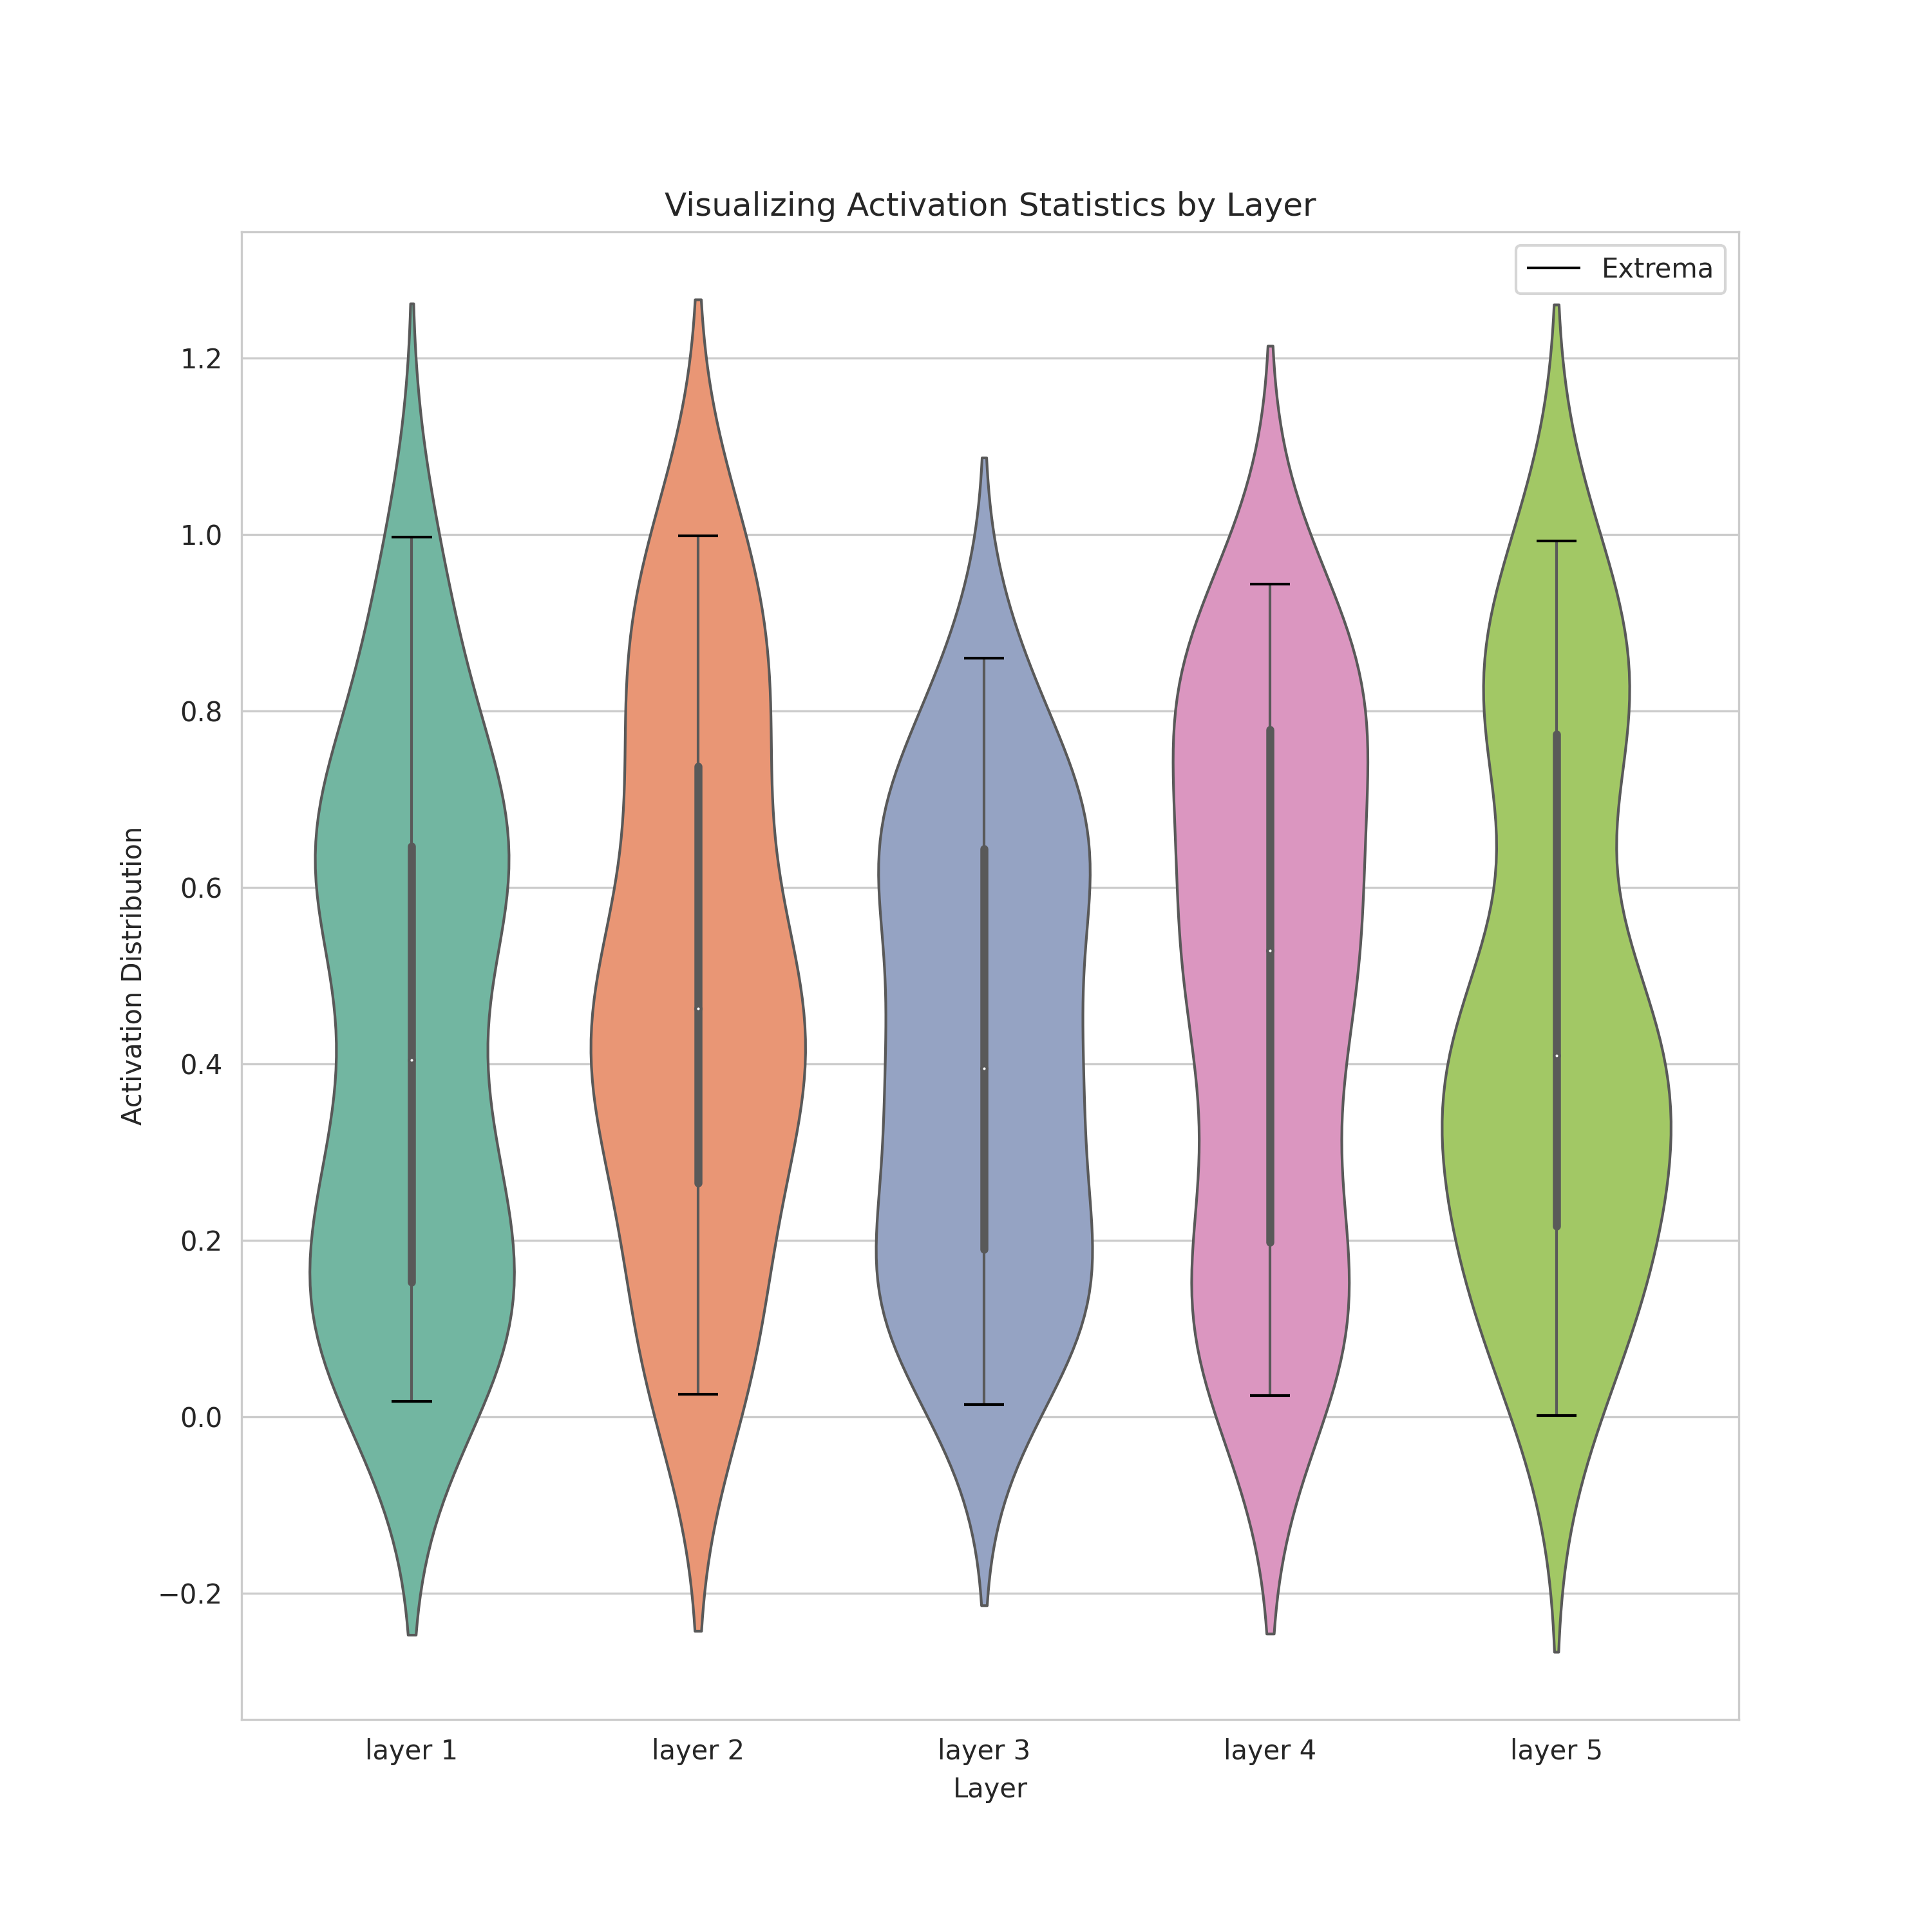 Visualizing Activation Statistics by Layer
Extrema
1.2
1.0
0.8
0.6
0.4
0.2
0.0
−0.2
Activation Distribution
layer 1 layer 2 layer 3 layer 4 layer 5
Layer